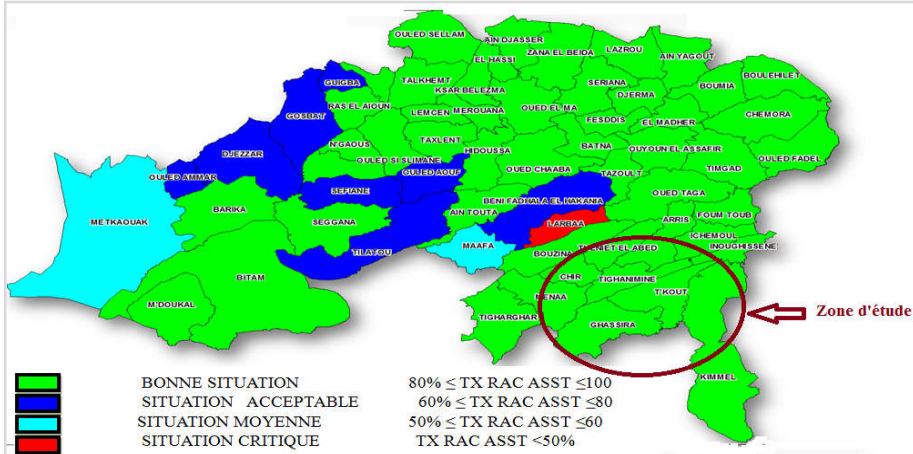 OULED SELLAM
AIN DJASSER
ZANA EL BEIDA
LAZROU
EL HASSI
AIN YAGOUT
GUIGBA
TALKHEMT
SERIANA
BOUMIA
BOULEHILET
KSAR BELEZMA
DJERMA
RAS EL AIOUN
GOSBAT
LEMCEN
MEROUANA
OUED EL MA
FESDDIS
EL MADHER
CHEMORA
N'GAOUS
TAXLENT
BATNA
OUYOUN EL ASSAFIR
DJEZZAR
OULED SI SLIMANE
HIDOUSSA
OULED FADEL
OULED AMMAR
OULED AOUF
OUED CHAABA
TAZOULT
TIMGAD
SEFIANE
BENI FADHALA EL HAKANIA
OUED TAGA
METKAOUAK
BARIKA
SEGGANA
AIN TOUTA
LARBAA
ARRIS
FOUM TOUB
ICHEMOUL
TILATOU
MAAFA
BOUZINA
INOUGHISSENE
BITAM
CHIR
TIGHANIMINE
T'KOUT
M'DOUKAL
MENAA
TIGHARGHAR
GHASSIRA
Zone d'étude
KIMMEL
BONNE SITUATION 80% ≤ TX RAC ASST ≤100
SITUATION ACCEPTABLE 60% ≤ TX RAC ASST ≤80
SITUATION MOYENNE 50% ≤ TX RAC ASST ≤60
SITUATION CRITIQUE TX RAC ASST <50%